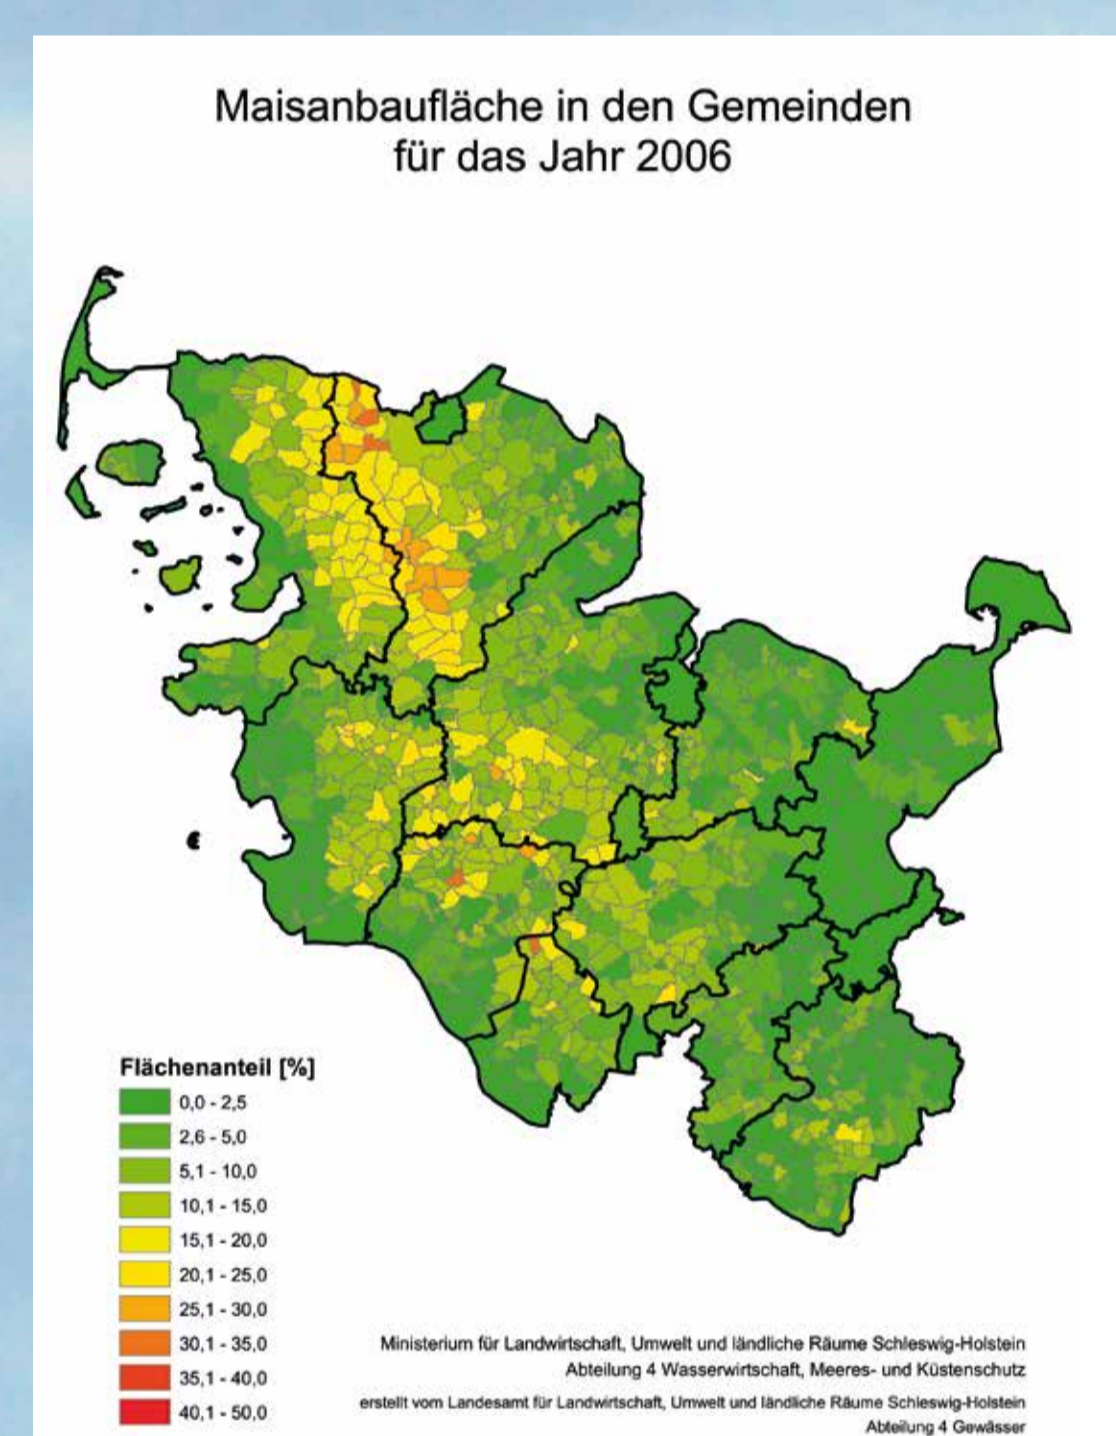 Maisanbaufläche in den Gemeinden
für das Jahr 2006
Flächenanteil [%]
0,0 - 2,5
2,6 - 5,0
5,1 - 10,0
10,1 - 15,0
15,1 - 20,0
20,1 - 25,0
25,1 - 30,0
30,1 - 35,0
35,1 - 40,0
40,1 - 50,0
Ministerium für Landwirtschaft, Umwelt und ländliche Räume Schleswig-Holstein
Abteilung 4 Wasserwirtschaft, Meeres- und Küstenschutz
erstellt vom Landesamt für Landwirtschaft, Umwelt und ländliche Räume Schleswig-Holstein
Abteilung 4 Gewässer